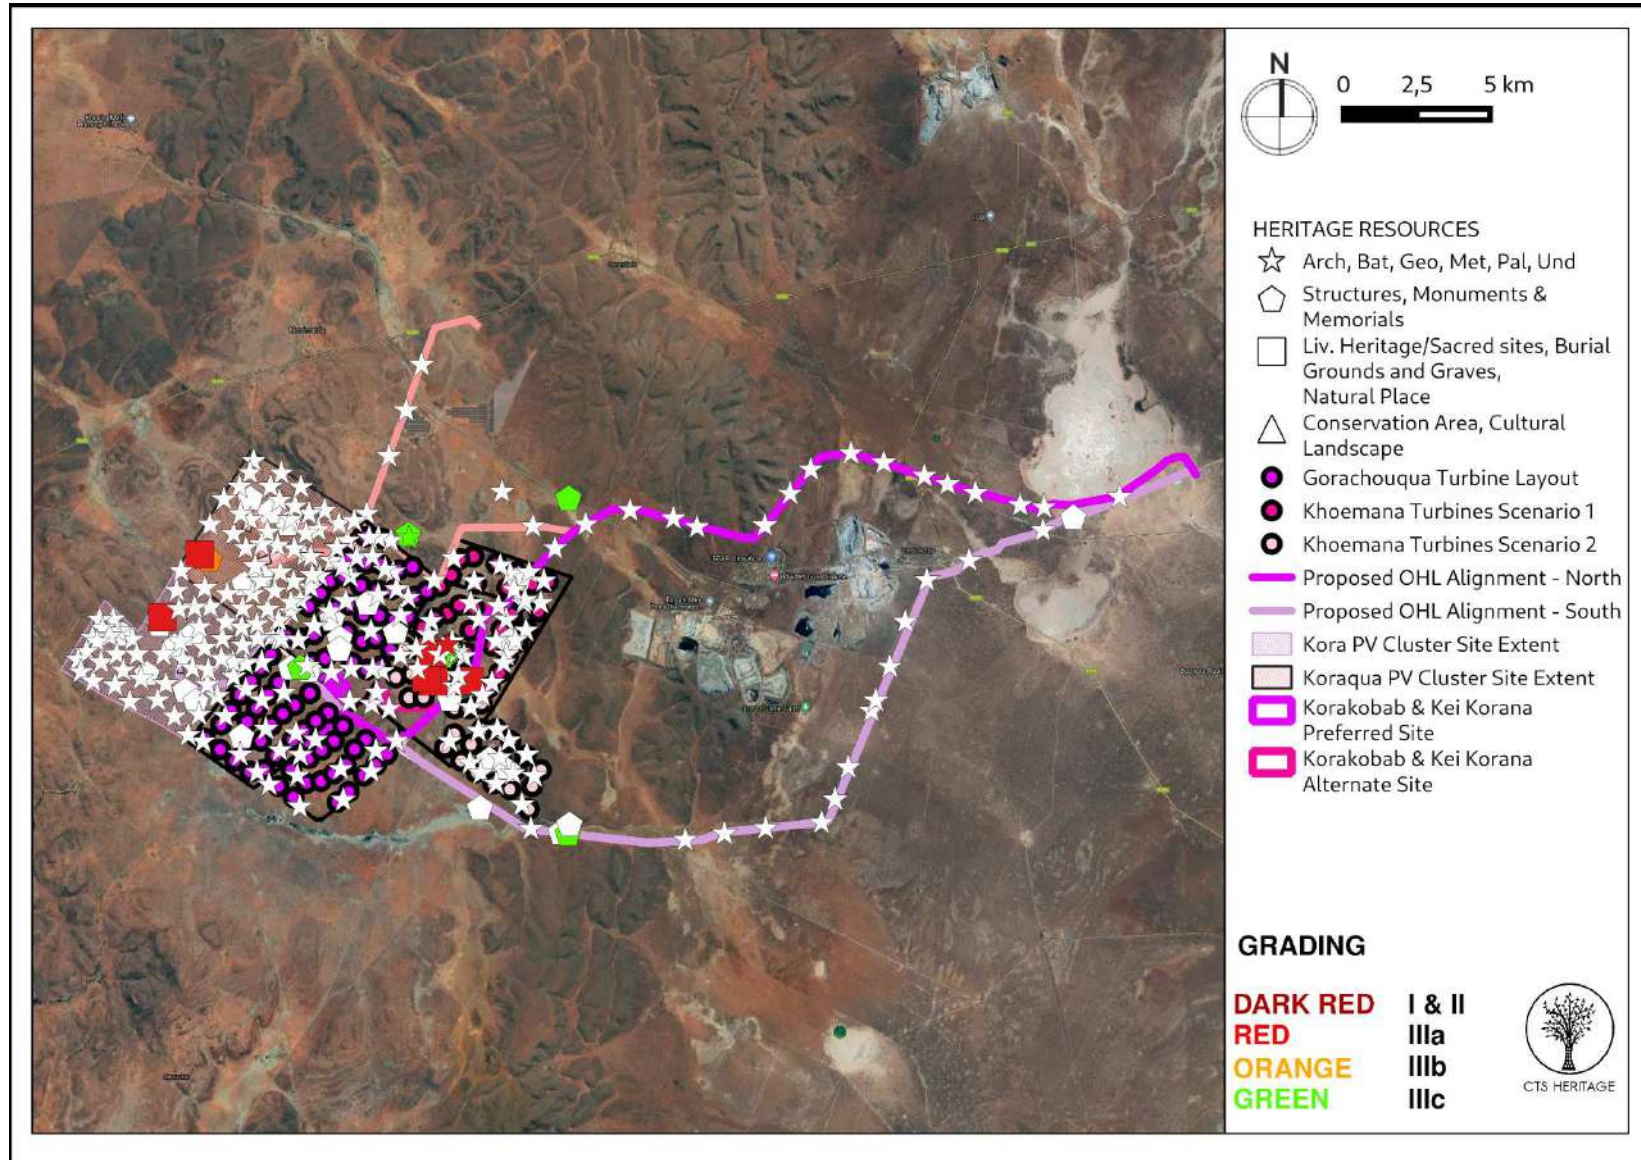 N
0 2,5 5 km
HERITAGE RESOURCES
Arch, Bat, Geo, Met, Pal, Und
Structures, Monuments &
Memorials
Liv. Heritage/Sacred sites, Burial
Grounds and Graves,
Natural Place
Conservation Area, Cultural
Landscape
Gorachouqua Turbine Layout
Khoemana Turbines Scenario 1
Khoemana Turbines Scenario 2
Proposed OHL Alignment - North
Proposed OHL Alignment - South
Kora PV Cluster Site Extent
Koraqua PV Cluster Site Extent
Korakobab & Kei Korana
Preferred Site
Korakobab & Kei Korana
Alternate Site
GRADING
DARK RED I & II
RED IIIa
ORANGE IIIb
GREEN IIIc
CTS HERITAGE